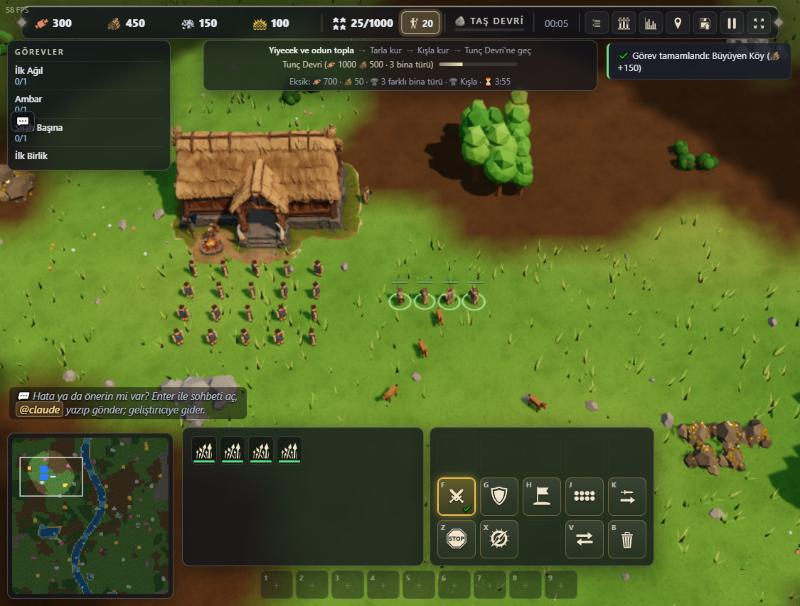 58 FPS
300 450 150 100 25/1000 20 TAŞ DEVRİ 00:05
GÖREVLER
İlk Ağıl
0/1
Ambar
0/1
Başına
0/1
İlk Birlik
Yiyecek ve odun topla → Tarla kur → Kışla kur → Tunç Devri'ne geç
Tunç Devri (1000 500 · 3 bina türü)
Eksik: 700 · 50 · 3 farklı bina türü · Kışla · 3:55
Görev tamamlandı: Büyüyen Köy (
+150)
Hata ya da önerin mi var? Enter ile sohbeti aç,
@claude yazıp gönder; geliştiriciye gider.
F G H J K
Z STOP X V B
1 2 3 4 5 6 7 8 9